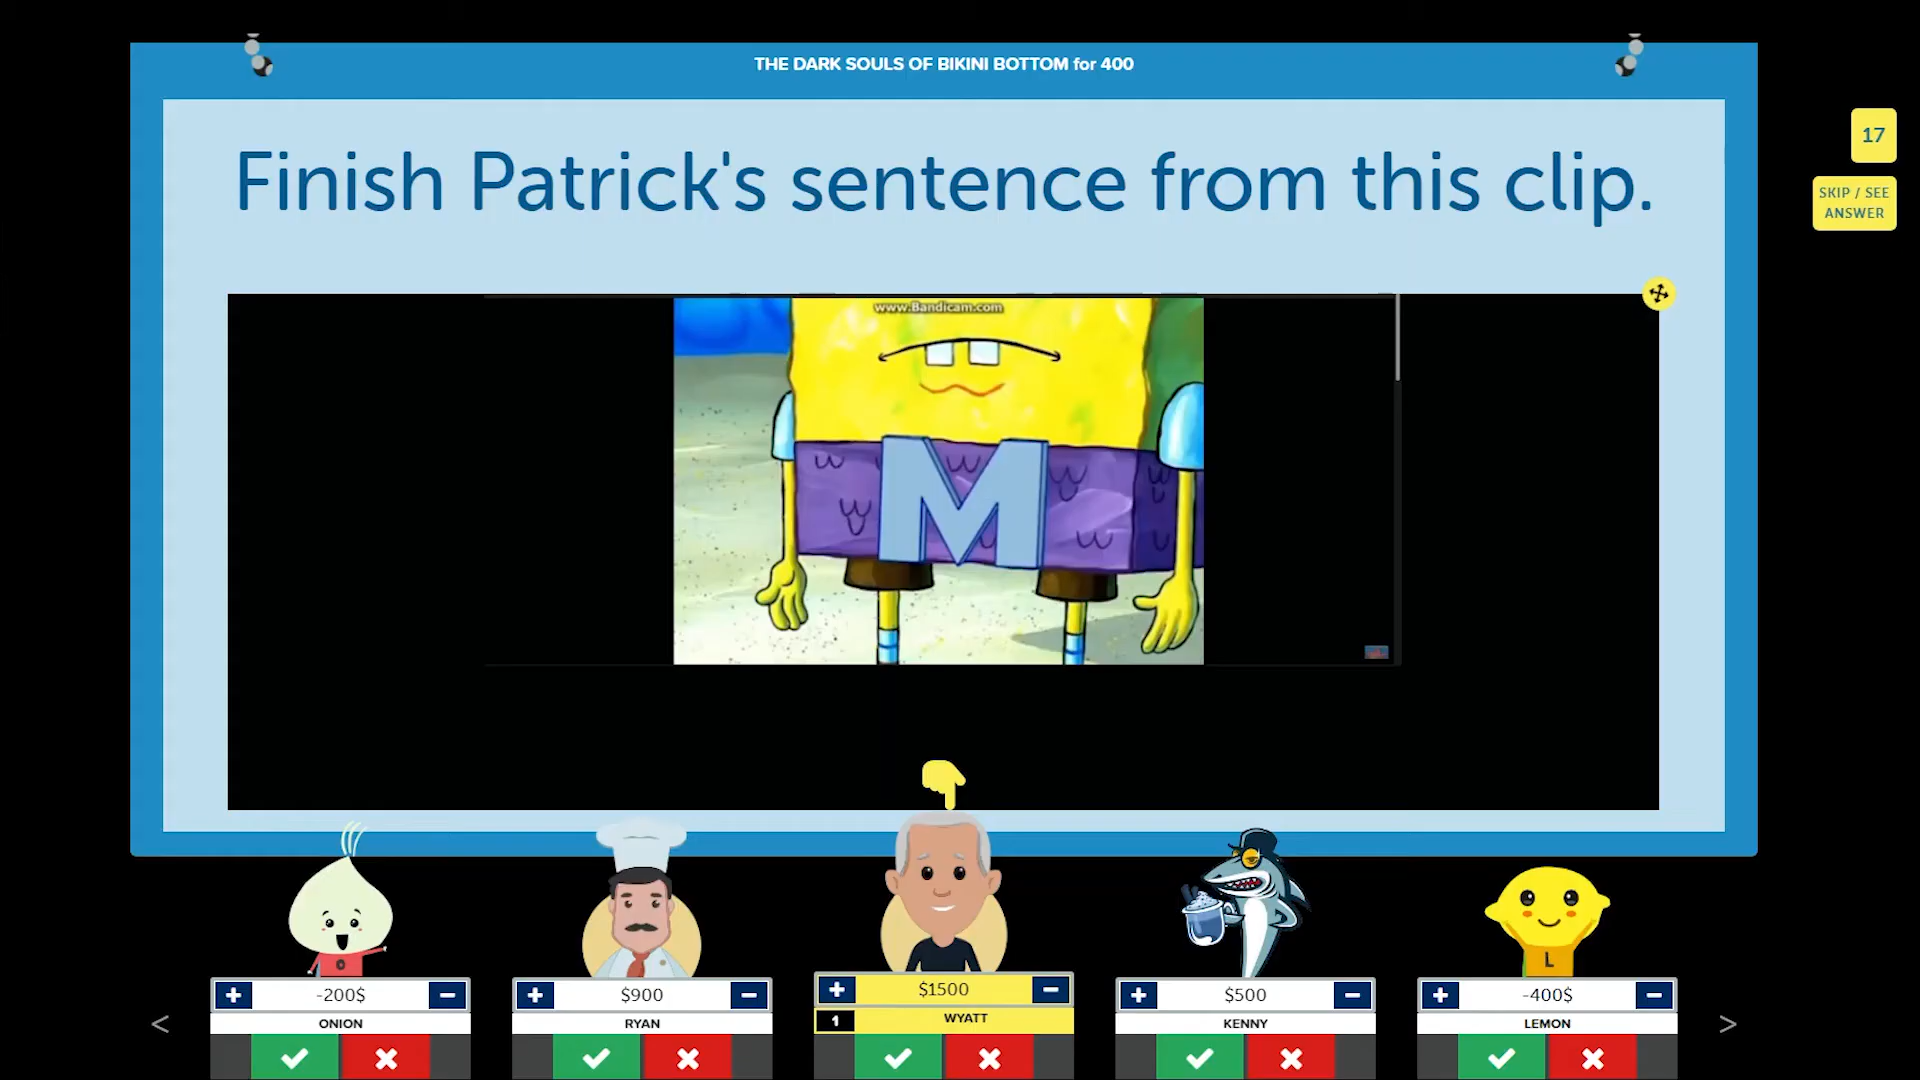 THE DARK SOULS OF BIKINI BOTTOM for 400
17
SKIP / SEE
ANSWER
Finish Patrick's sentence from this clip.
www.Bandicam.com
M
O
L
-200$
$900
$1500
$500
-400$
ONION
RYAN
1 WYATT
KENNY
LEMON